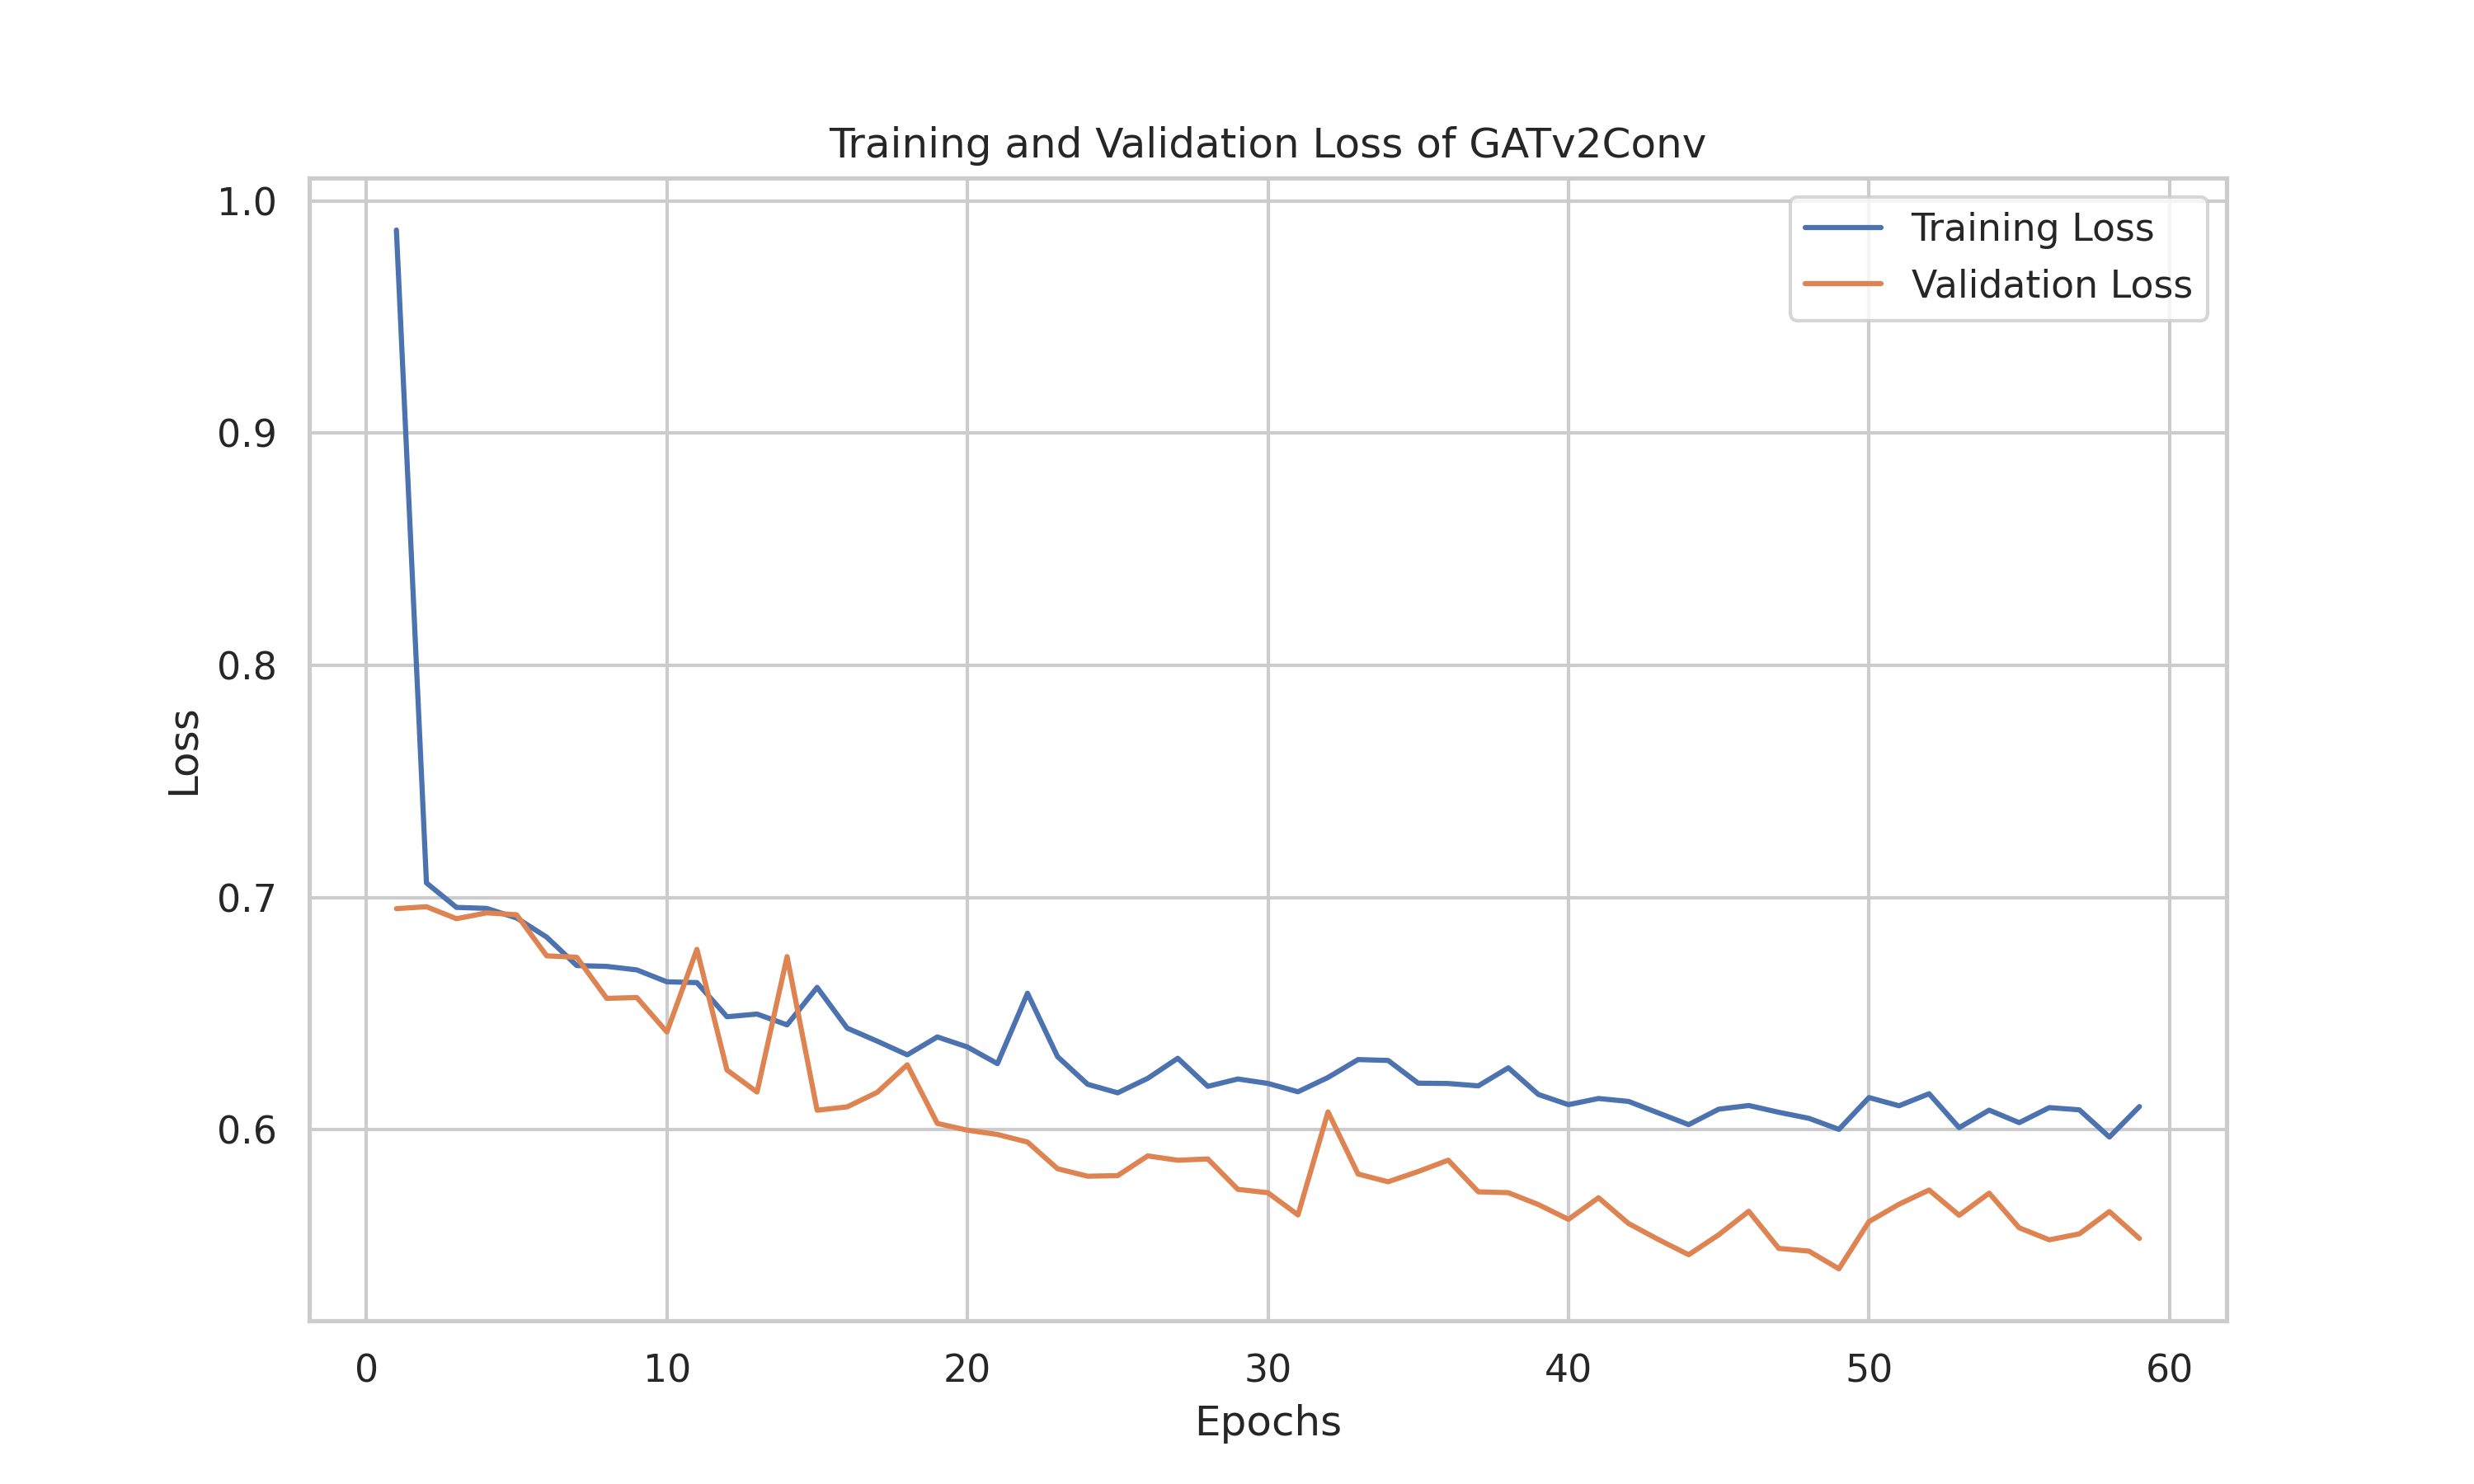 Training and Validation Loss of GATv2Conv
1.0
0.9
0.8
0.7
0.6
Loss
Training Loss
Validation Loss
0 10 20 30 40 50 60
Epochs